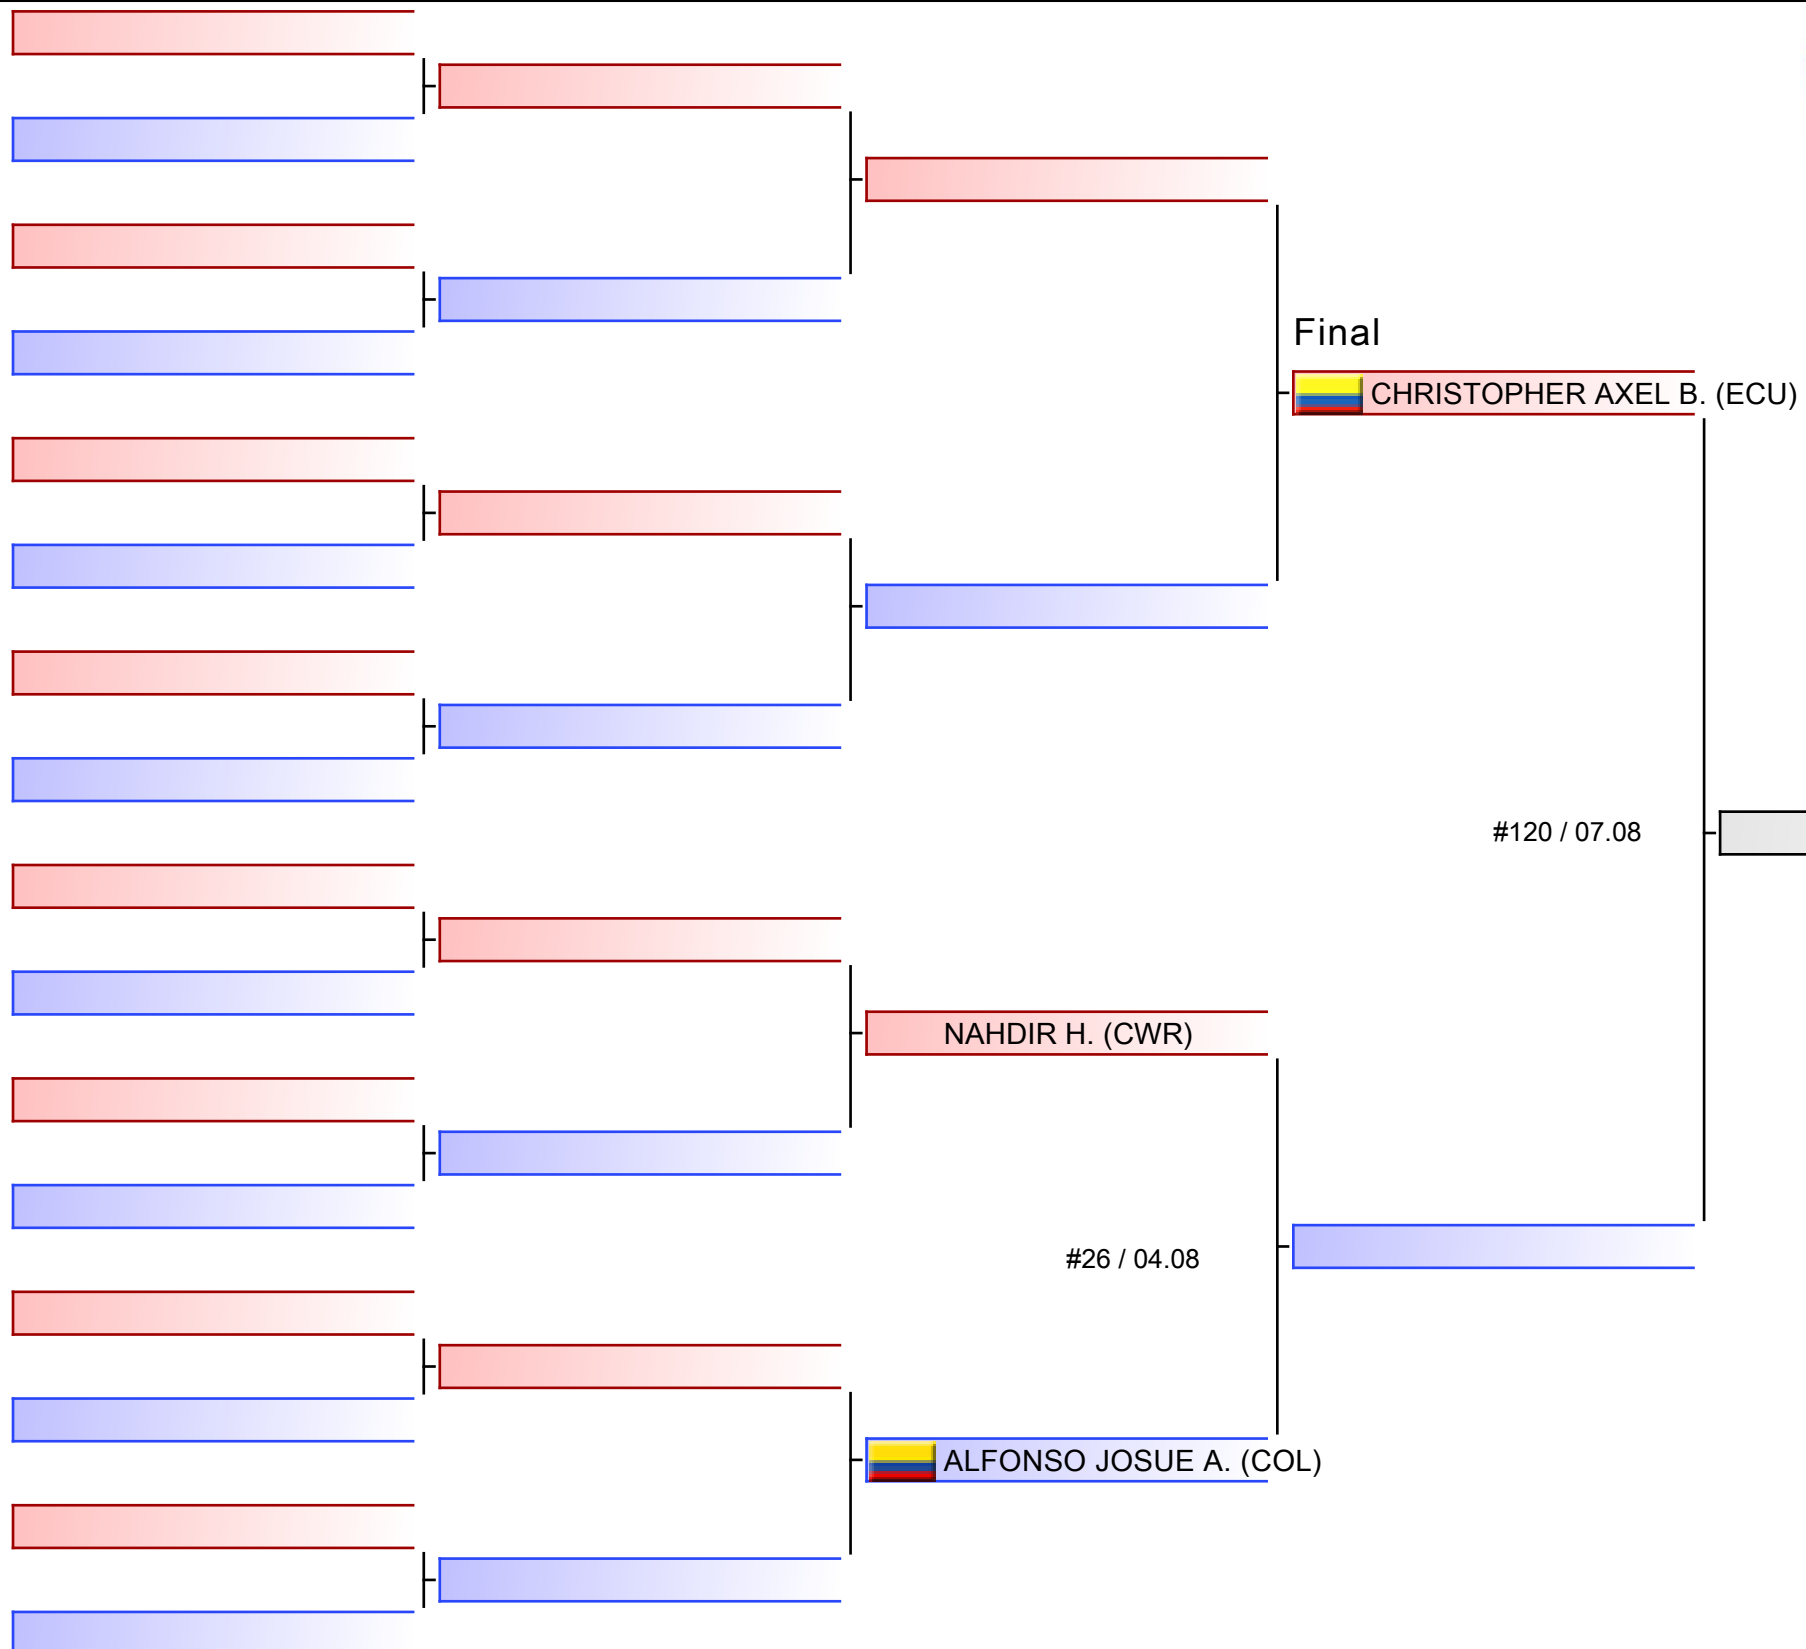 Final
CHRISTOPHER AXEL B. (ECU)
#120 / 07.08
NAHDIR H. (CWR)
#26 / 04.08
ALFONSO JOSUE A. (COL)